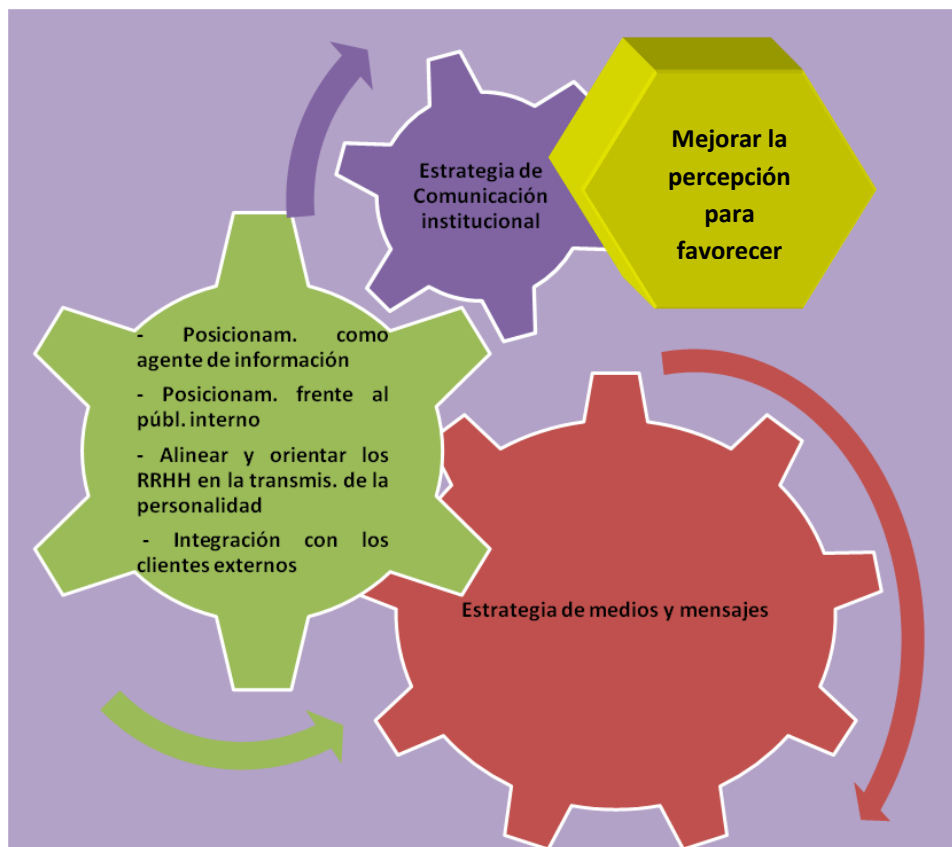 Mejorar la
percepción
para
favorecer
Estrategia de
Comunicación
institucional
- Posicionam. como
agente de información
- Posicionam. frente al
públ. interno
- Alinear y orientar los
RRHH en la transmis. de la
personalidad
- Integración con los
clientes externos
Estrategia de medios y mensajes